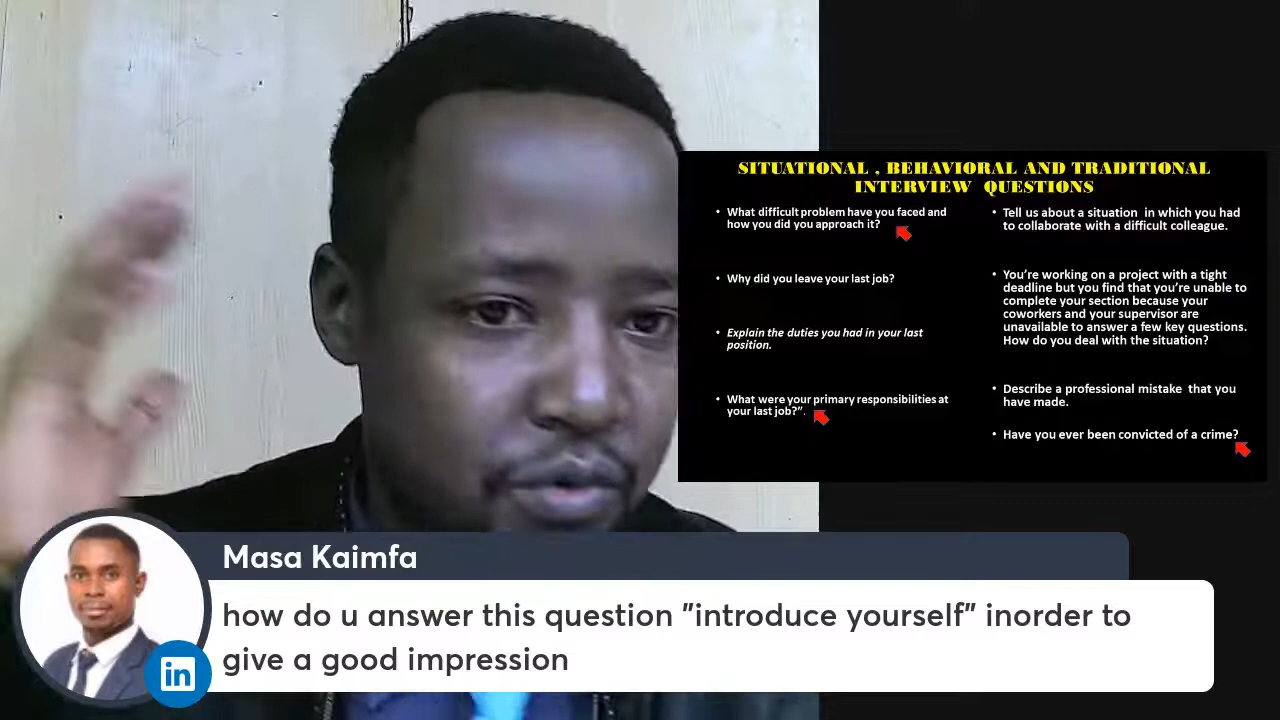 SITUATIONAL , BEHAVIORAL AND TRADITIONAL
INTERVIEW QUESTIONS
• What difficult problem have you faced and
how you did you approach it?
• Why did you leave your last job?
• Explain the duties you had in your last
position.
• What were your primary responsibilities at
your last job?".
• Tell us about a situation in which you had
to collaborate with a difficult colleague.
• You're working on a project with a tight
deadline but you find that you're unable to
complete your section because your
coworkers and your supervisor are
unavailable to answer a few key questions.
How do you deal with the situation?
• Describe a professional mistake that you
have made.
• Have you ever been convicted of a crime?
Masa Kaimfa
how do u answer this question "introduce yourself" inorder to
give a good impression
in